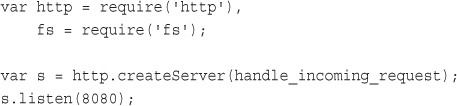 var http = require('http'),
    fs = require('fs');

var s = http.createServer(handle_incoming_request);
s.listen(8080);